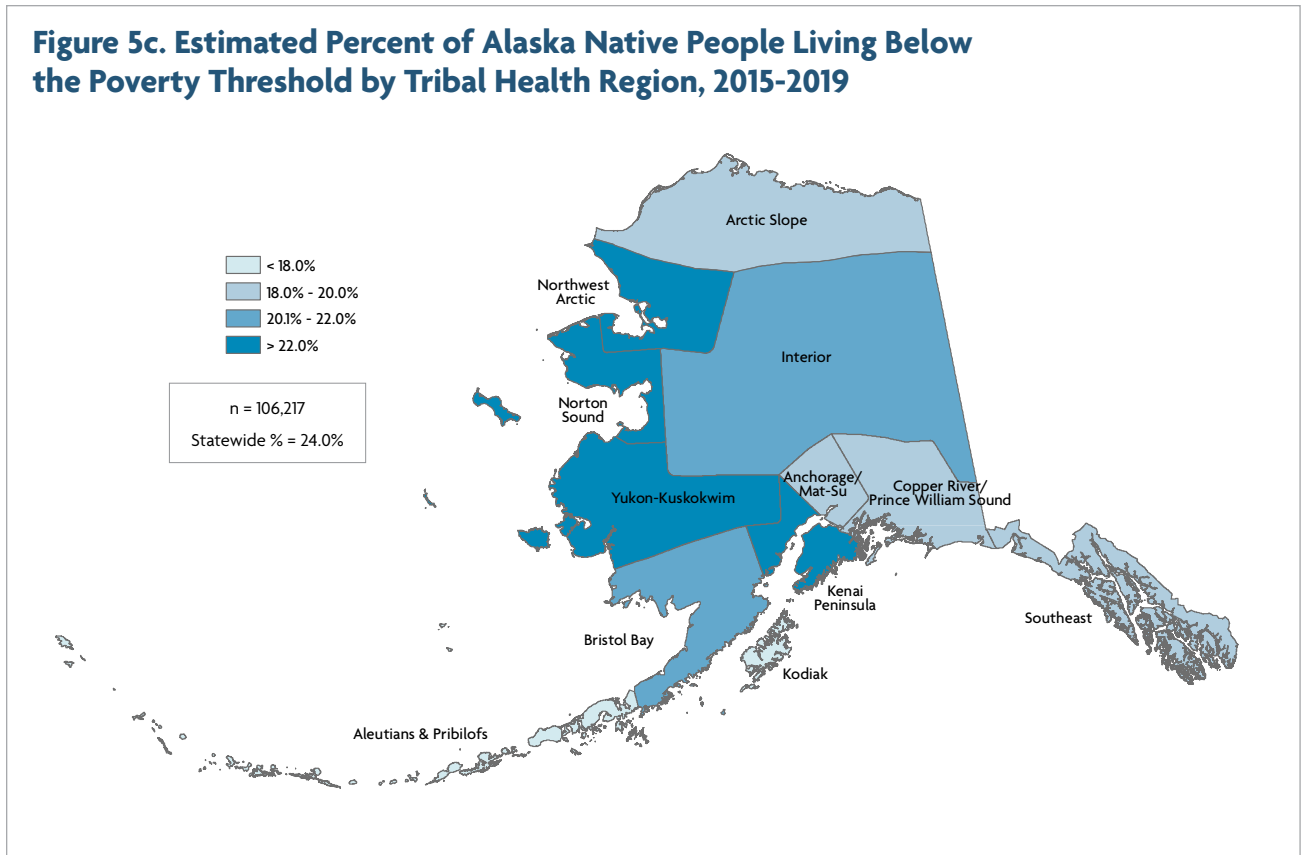 Figure 5c. Estimated Percent of Alaska Native People Living Below
the Poverty Threshold by Tribal Health Region, 2015-2019
Arctic Slope
< 18.0%
18.0% - 20.0%
20.1% - 22.0%
> 22.0%
Northwest
Arctic
Interior
n = 106,217
Statewide % = 24.0%
Norton
Sound
Anchorage/
Mat-Su
Copper River/
Prince William Sound
Yukon-Kuskokwim
Kenai
Peninsula
Southeast
Bristol Bay
Kodiak
Aleutians & Pribilofs